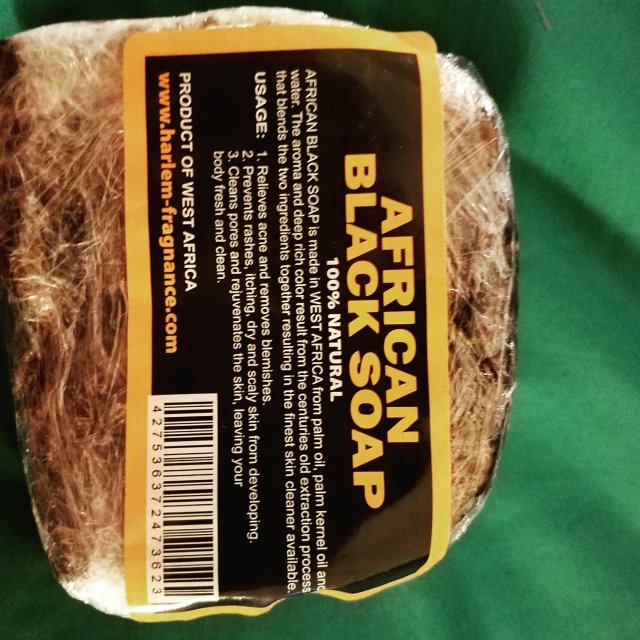 AFRICAN
BLACK SOAP
100% NATURAL
AFRICAN BLACK SOAP is made in WEST AFRICA from palm oil, palm kernel oil and
water. The aroma and deep rich color result from the centuries old extraction process
that blends the two ingredients together resulting in the finest skin cleaner available.
USAGE: 1. Relieves acne and removes blemishes.
2. Prevents rashes, itching, dry and scaly skin from developing.
3. Cleans pores and rejuvenates the skin, leaving your
body fresh and clean.
PRODUCT OF WEST AFRICA
www.harlem-fragnance.com
427536372473623